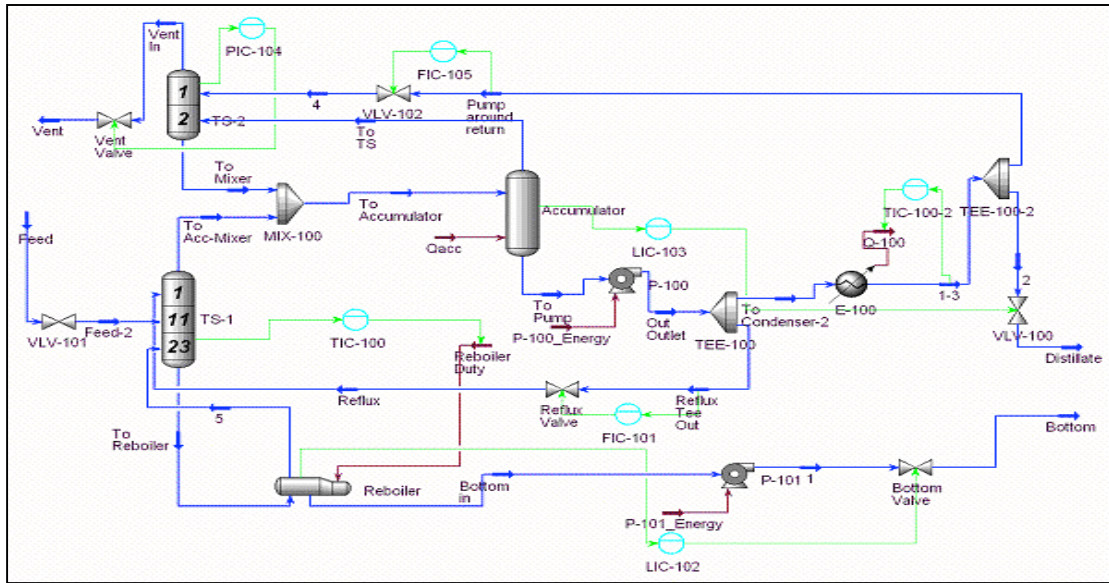 Vent
In
PIC-104
FIC-105
1
2
TS-2
4
VLV-102
Pump
around
return
Vent
Vent
Valve
To
TS
To
Mixer
To
Acc-Mixer
MIX-100
To
Accumulator
Accumulator
TIC-100-2
TEE-100-2
Feed
Qacc
LIC-103
Q-100
P-100
1
11
23
TS-1
VLV-101
Feed-2
TIC-100
To
Pump
P-100_Energy
Out
Outlet
TEE-100
To
Condenser-2
E-100
1-3
2
VLV-100
Distillate
Reboiler
Duty
Reflux
Reflux
Valve
Reflux
Tee
Out
FIC-101
5
To
Reboiler
Reboiler
Bottom
in
P-101
1
P-101_Energy
Bottom
Valve
Bottom
LIC-102